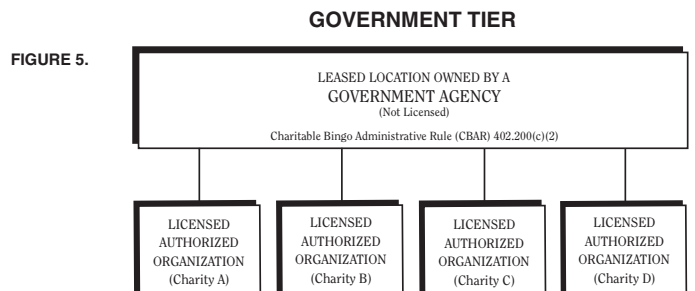 GOVERNMENT TIER
FIGURE 5.
LEASED LOCATION OWNED BY A
GOVERNMENT AGENCY
(Not Licensed)
Charitable Bingo Administrative Rule (CBAR) 402.200(c)(2)
LICENSED
AUTHORIZED
ORGANIZATION
(Charity A)
LICENSED
AUTHORIZED
ORGANIZATION
(Charity B)
LICENSED
AUTHORIZED
ORGANIZATION
(Charity C)
LICENSED
AUTHORIZED
ORGANIZATION
(Charity D)